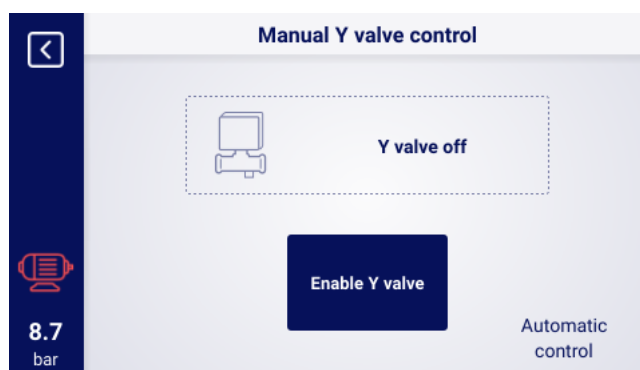 Manual Y valve control
Y valve off
Enable Y valve
8.7
bar
Automatic
control